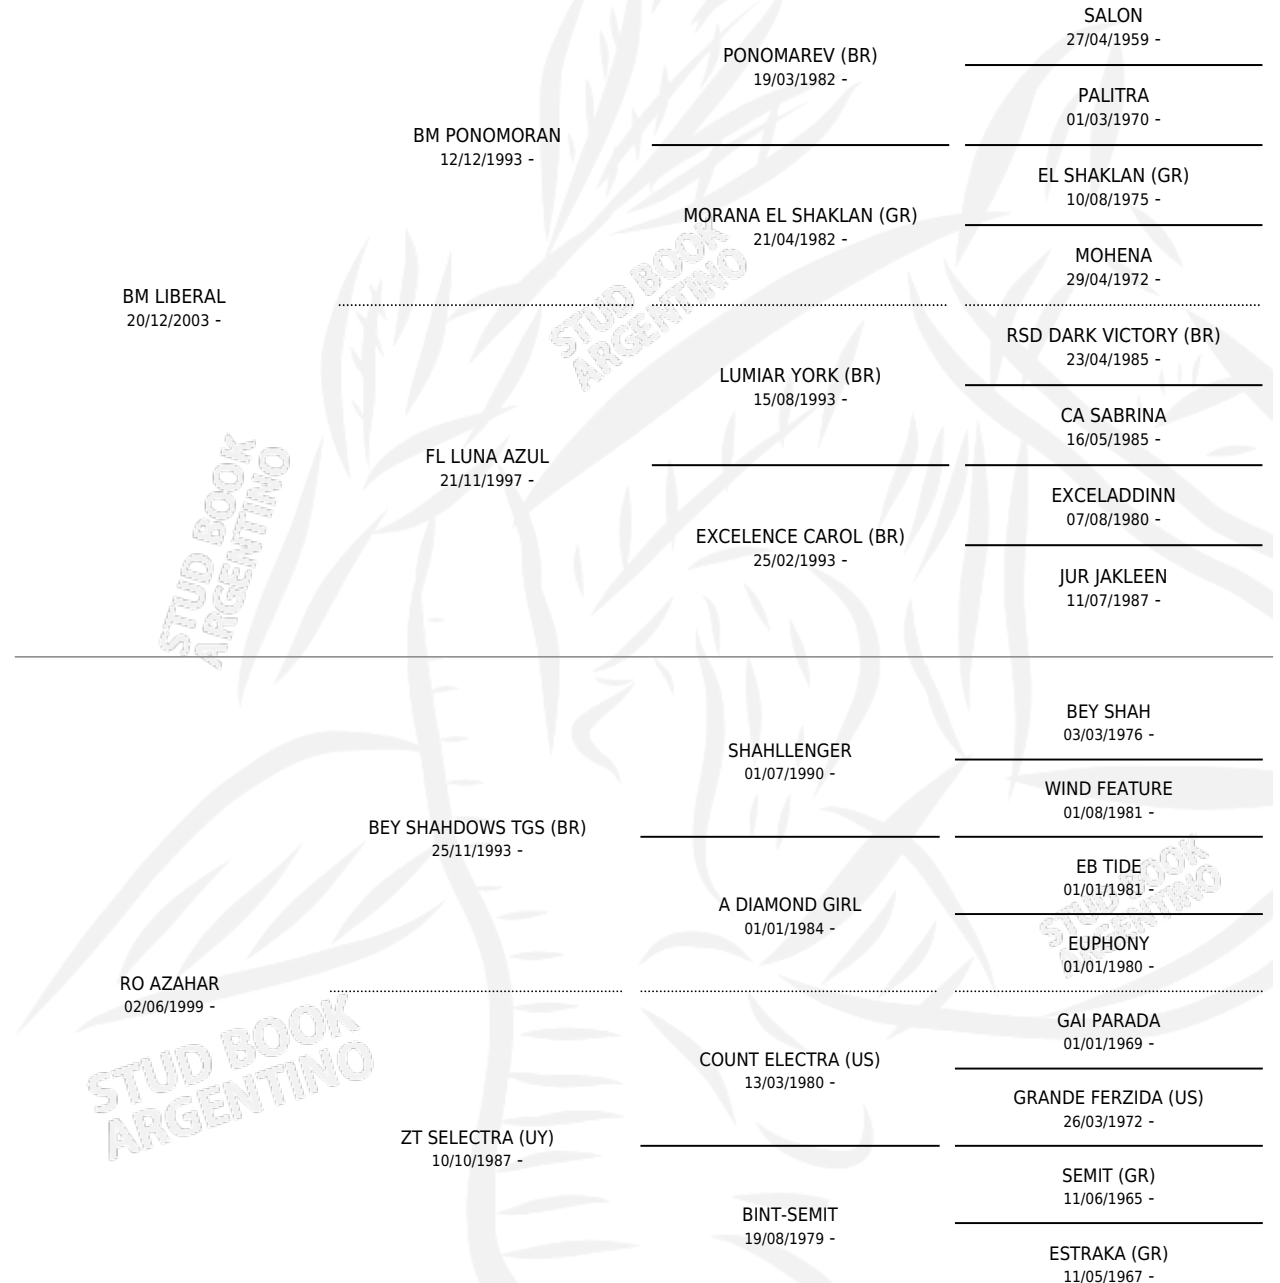 SALON
27/04/1959 -
PONOMAREV (BR)
19/03/1982 -
PALITRA
01/03/1970 -
BM PONOMORAN
12/12/1993 -
EL SHAKLAN (GR)
10/08/1975 -
MORANA EL SHAKLAN (GR)
21/04/1982 -
MOHENA
29/04/1972 -
BM LIBERAL
20/12/2003 -
RSD DARK VICTORY (BR)
23/04/1985 -
LUMIAR YORK (BR)
15/08/1993 -
CA SABRINA
16/05/1985 -
FL LUNA AZUL
21/11/1997 -
EXCELADDINN
07/08/1980 -
EXCELENCE CAROL (BR)
25/02/1993 -
JUR JAKLEEN
11/07/1987 -
BEY SHAH
03/03/1976 -
SHAHLLENGER
01/07/1990 -
WIND FEATURE
01/08/1981 -
BEY SHAHDOWS TGS (BR)
25/11/1993 -
EB TIDE
01/01/1981 -
A DIAMOND GIRL
01/01/1984 -
EUPHONY
01/01/1980 -
RO AZAHAR
02/06/1999 -
GAI PARADA
01/01/1969 -
COUNT ELECTRA (US)
13/03/1980 -
GRANDE FERZIDA (US)
26/03/1972 -
ZT SELECTRA (UY)
10/10/1987 -
SEMIT (GR)
11/06/1965 -
BINT-SEMIT
19/08/1979 -
ESTRAKA (GR)
11/05/1967 -
STUD BOOK
ARGENTINO
STUD BOOK
ARGENTINO
STUD BOOK
ARGENTINO
STUD BOOK
ARGENTINO